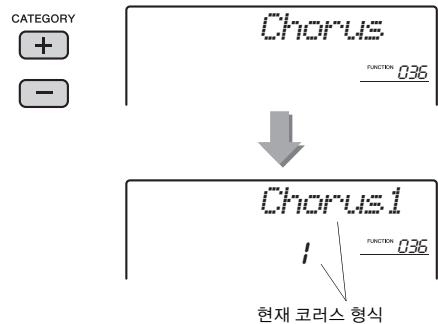 CATEGORY
+
-
Chorus
FUNCTION 036
Chorus1
1
FUNCTION 036
현재 코러스 형식